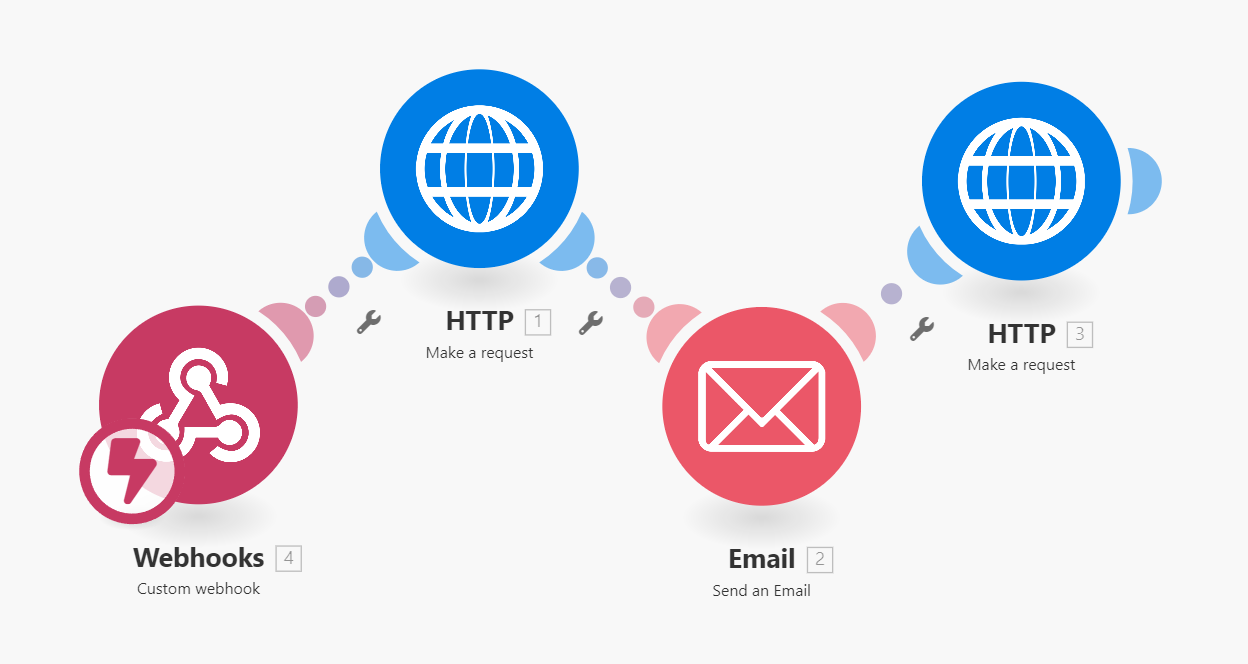 HTTP 1
Make a request
HTTP 3
Make a request
Webhooks 4
Custom webhook
Email 2
Send an Email